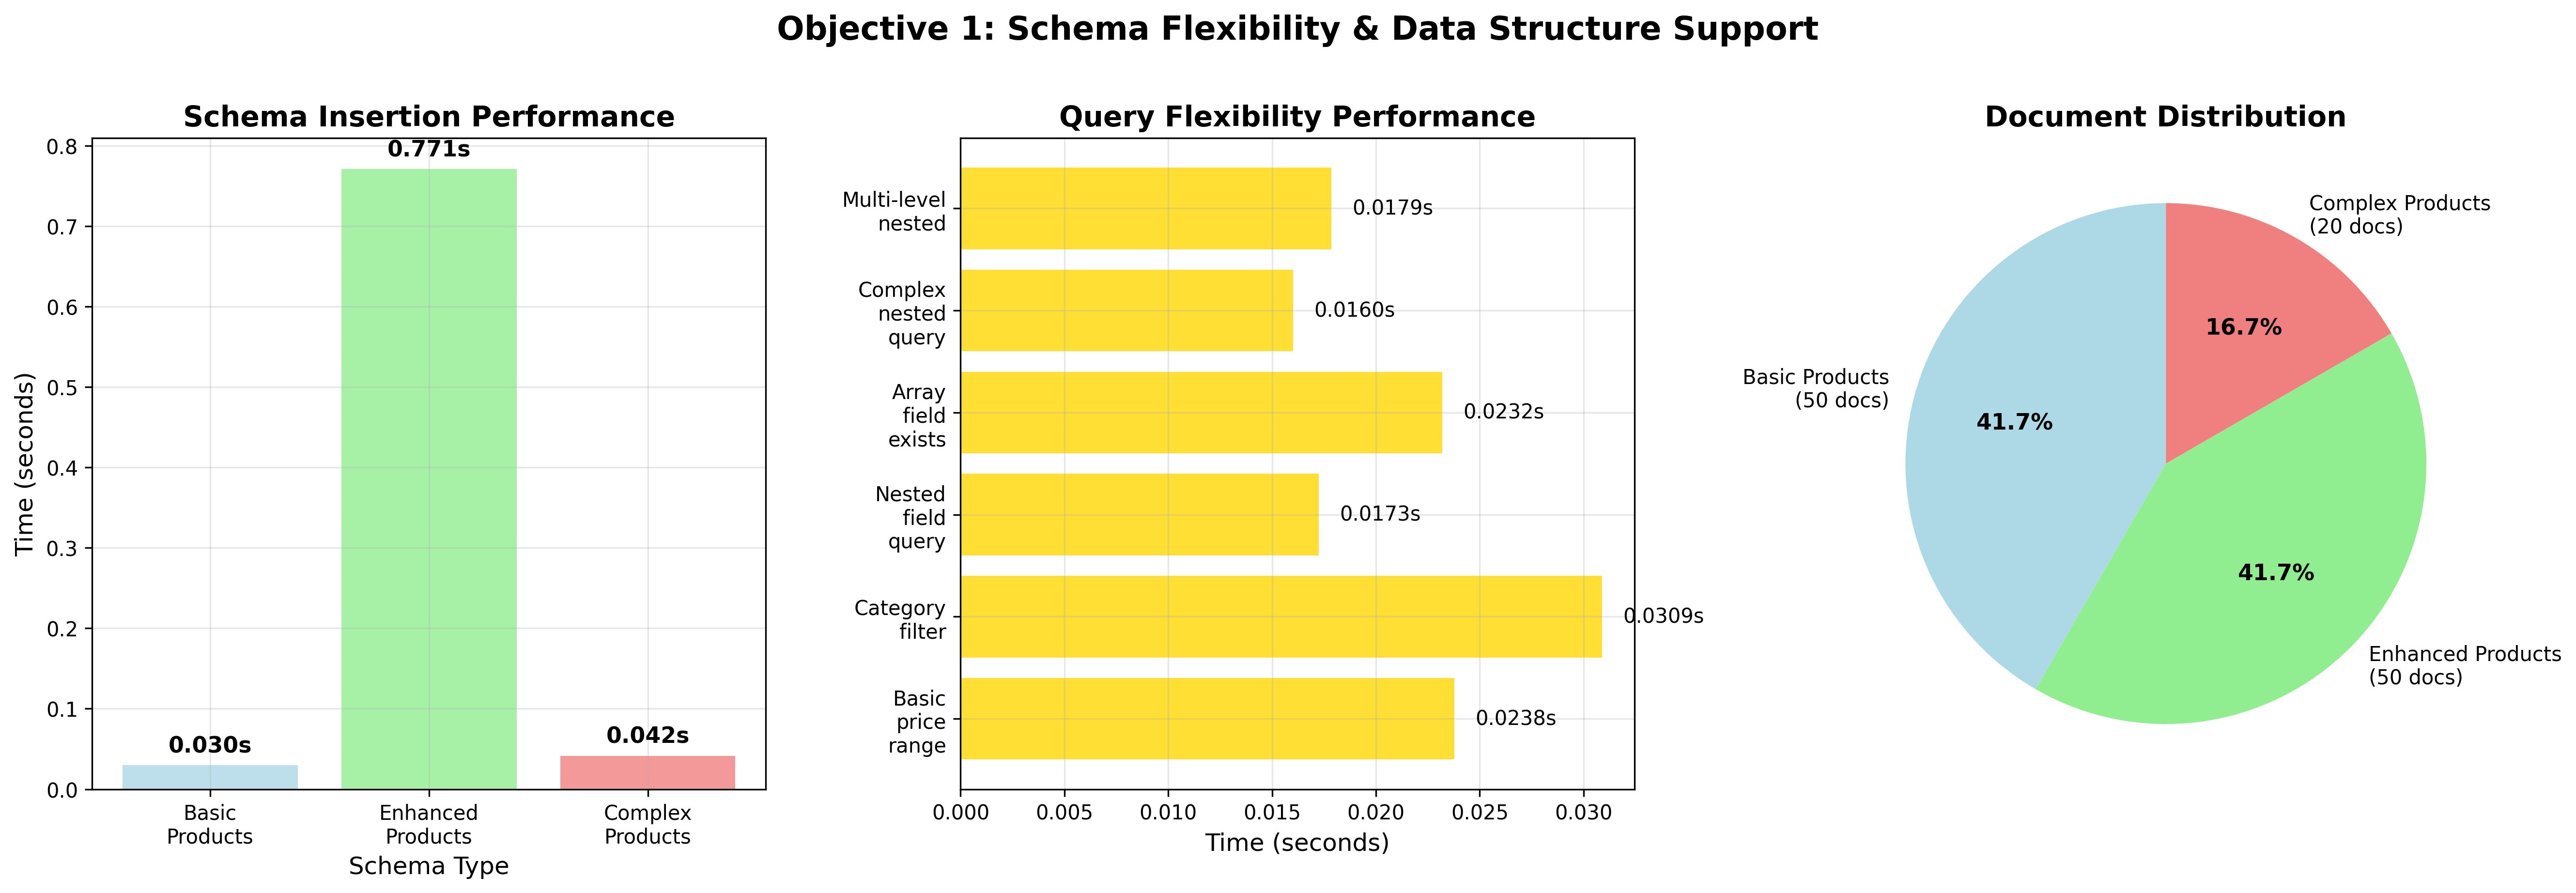 Objective 1: Schema Flexibility & Data Structure Support
Schema Insertion Performance
Time (seconds)
0.8
0.7
0.6
0.5
0.4
0.3
0.2
0.1
0.0
0.771s
0.030s
0.042s
Basic
Products
Enhanced
Products
Complex
Products
Schema Type
Query Flexibility Performance
Multi-level
nested
0.0179s
Complex
nested
query
0.0160s
Array
field
exists
0.0232s
Nested
field
query
0.0173s
Category
filter
0.0309s
Basic
price
range
0.0238s
0.000 0.005 0.010 0.015 0.020 0.025 0.030
Time (seconds)
Document Distribution
Complex Products
(20 docs)
16.7%
Basic Products
(50 docs)
41.7%
41.7%
Enhanced Products
(50 docs)